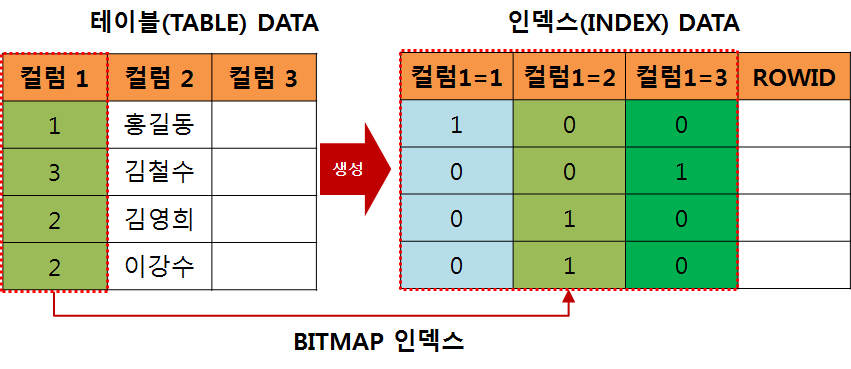 테이블(TABLE) DATA
인덱스(INDEX) DATA
컬럼 1 컬럼 2 컬럼 3
1 홍길동
3 김철수
2 김영희
2 이강수
생성
컬럼1=1 컬럼1=2 컬럼1=3 ROWID
1 0 0
0 0 1
0 1 0
0 1 0
BITMAP 인덱스